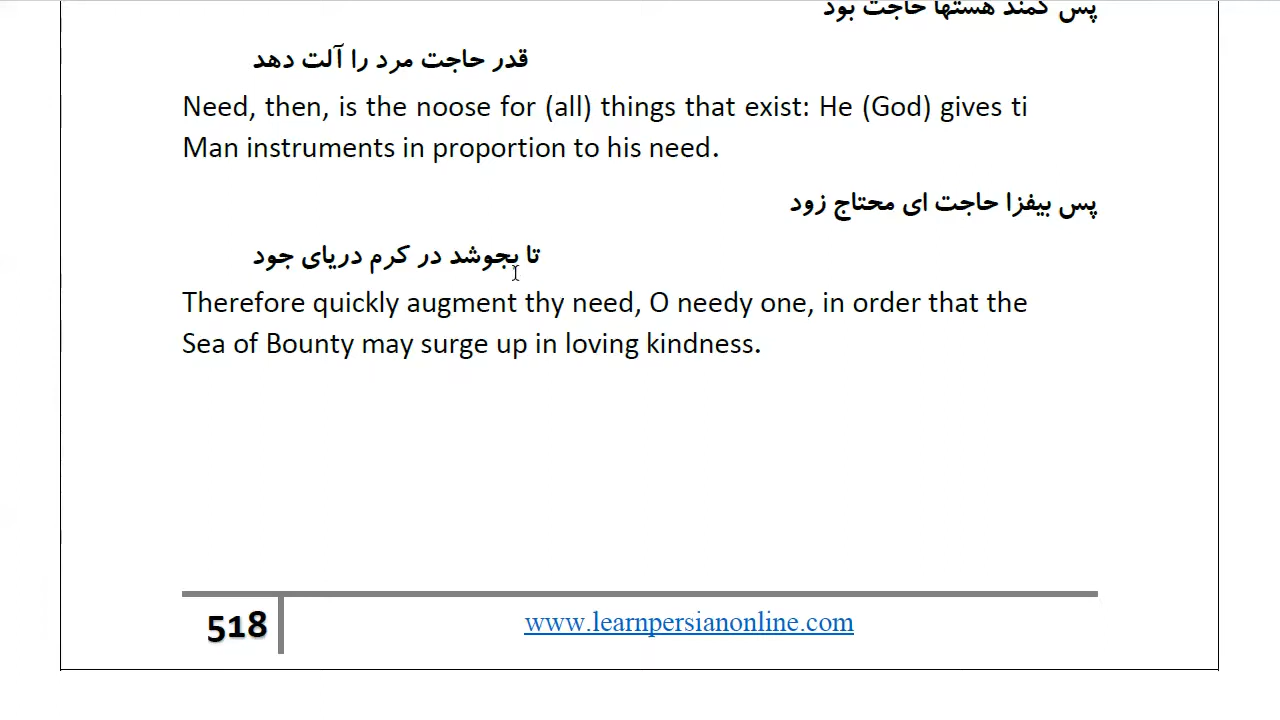 پس کمند هستها حاجت بود
قدر حاجت مرد را آلت دهد
Need, then, is the noose for (all) things that exist: He (God) gives ti
Man instruments in proportion to his need.
پس بیفزا حاجت ای محتاج زود
تا بجوشد در کرم دریای جود
Therefore quickly augment thy need, O needy one, in order that the
Sea of Bounty may surge up in loving kindness.
518
www.learnpersianonline.com